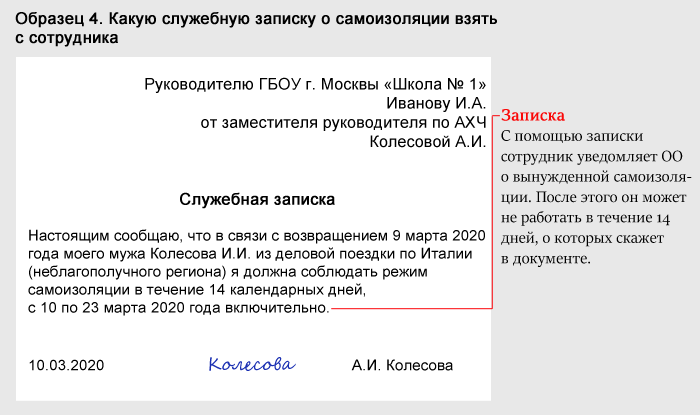 Образец 4. Какую служебную записку о самоизоляции взять
с сотрудника
Руководителю ГБОУ г. Москвы «Школа № 1»
Иванову И.А.
от заместителя руководителя по АХЧ
Колесовой А.И.
Служебная записка
Настоящим сообщаю, что в связи с возвращением 9 марта 2020
года моего мужа Колесова И.И. из деловой поездки по Италии
(неблагополучного региона) я должна соблюдать режим
самоизоляции в течение 14 календарных дней,
с 10 по 23 марта 2020 года включительно.
10.03.2020 Колесова А.И. Колесова
Записка
С помощью записки
сотрудник уведомляет ОО
о вынужденной самоизоля-
ции. После этого он может
не работать в течение 14
дней, о которых скажет
в документе.